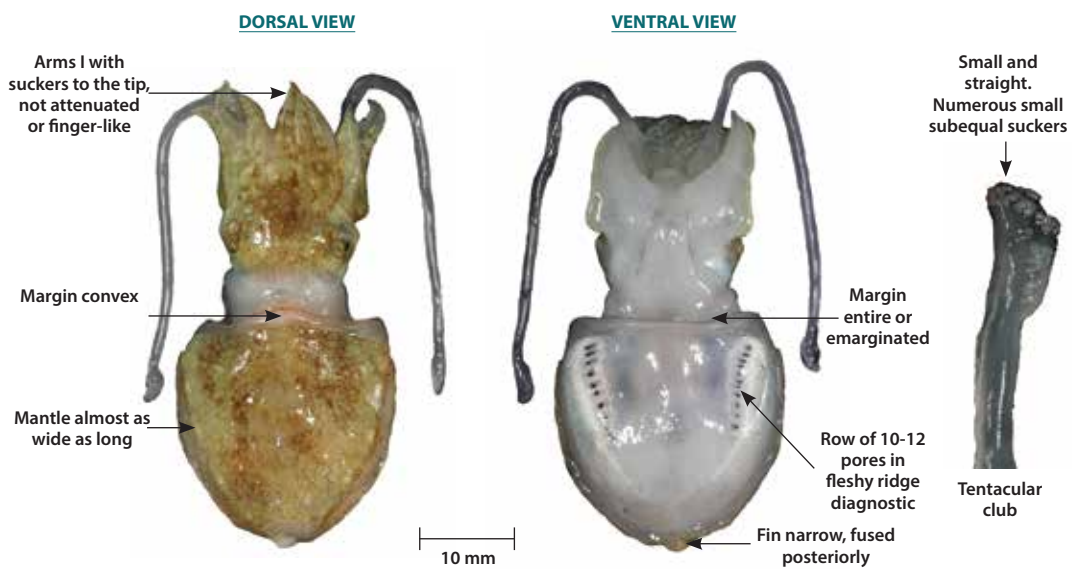 DORSAL VIEW
VENTRAL VIEW
Arms I with
suckers to the tip,
not attenuated
or finger-like
Small and
straight.
Numerous small
subequal suckers
Margin convex
Margin
entire or
emarginated
Mantle almost as
wide as long
Row of 10-12
pores in
fleshy ridge
diagnostic
Tentacular
club
10 mm
Fin narrow, fused
posteriorly